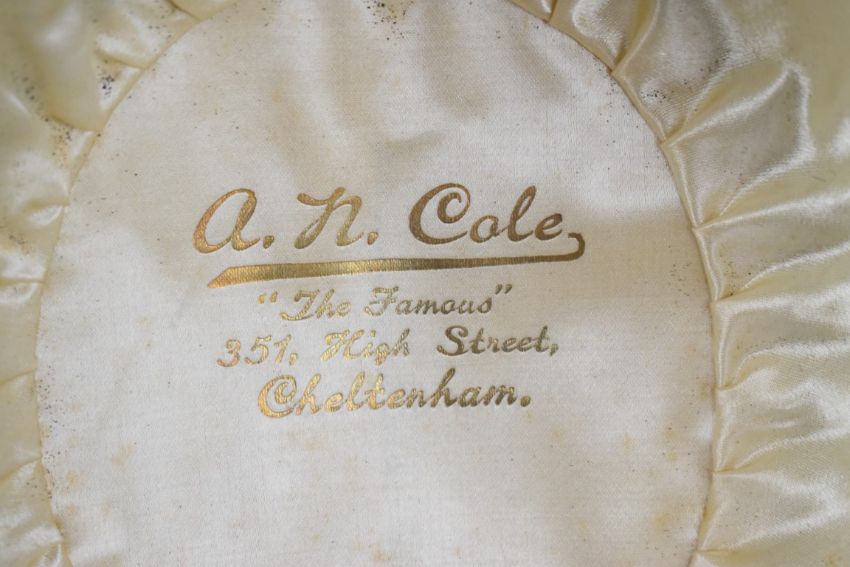 A. N. Cole
"The Famous"
351, High Street,
Cheltenham.